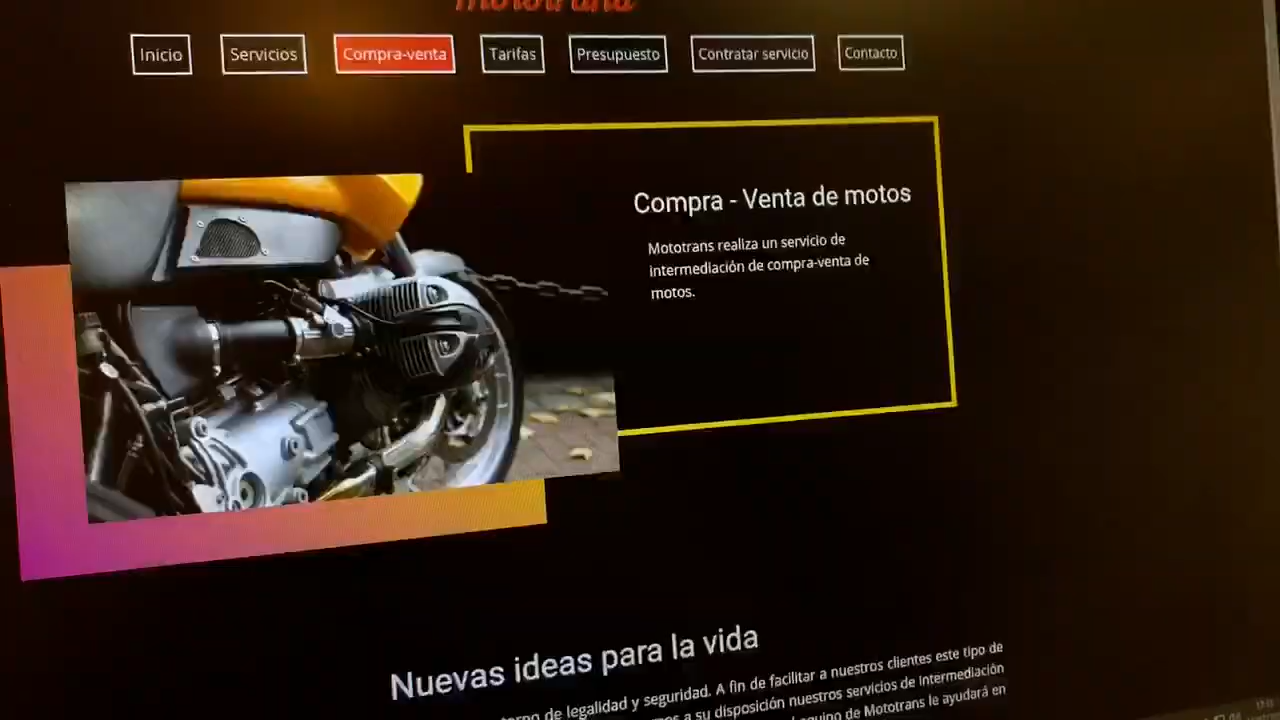 Mototrans
Inicio
Servicios
Compra-venta
Tarifas
Presupuesto
Contratar servicio
Contacto
Compra - Venta de motos
Mototrans realiza un servicio de
intermediación de compra-venta de
motos.
Nuevas ideas para la vida
de legalidad y seguridad. A fin de facilitar a nuestros clientes este tipo de
a su disposición nuestros servicios de intermediación
equipo de Mototrans le ayudará en